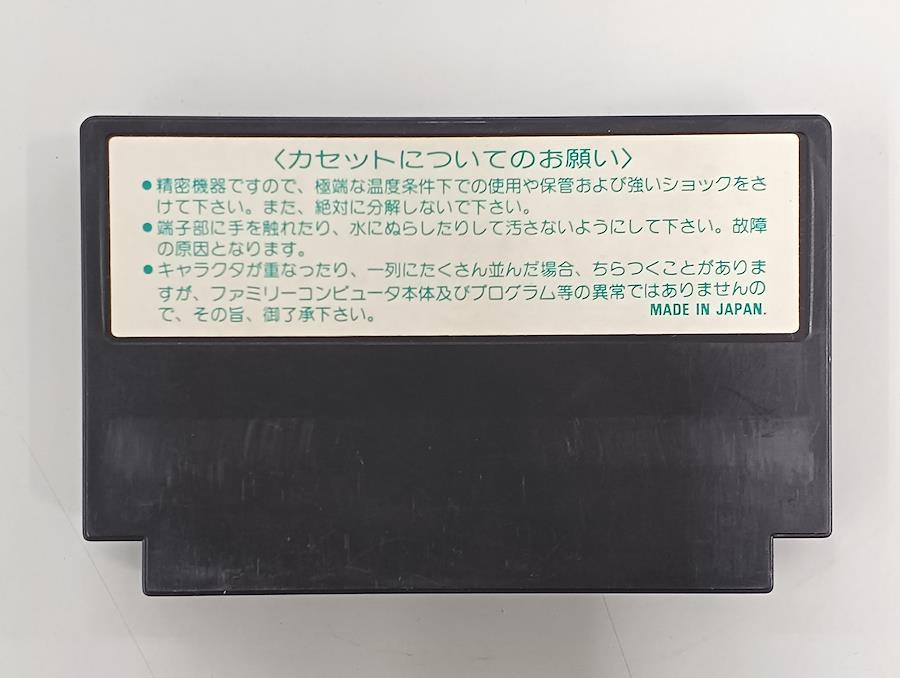 〈カセットについてのお願い〉
●精密機器ですので、極端な温度条件下での使用や保管および強いショックをさ
けて下さい。また、絶対に分解しないで下さい。
●端子部に手を触れたり、水にぬらしたりして汚さないようにして下さい。故障
の原因となります。
●キャラクタが重なったり、一列にたくさん並んだ場合、ちらつくことがありま
すが、ファミリーコンピュータ本体及びプログラム等の異常ではありませんの
で、その旨、御了承下さい。
MADE IN JAPAN.